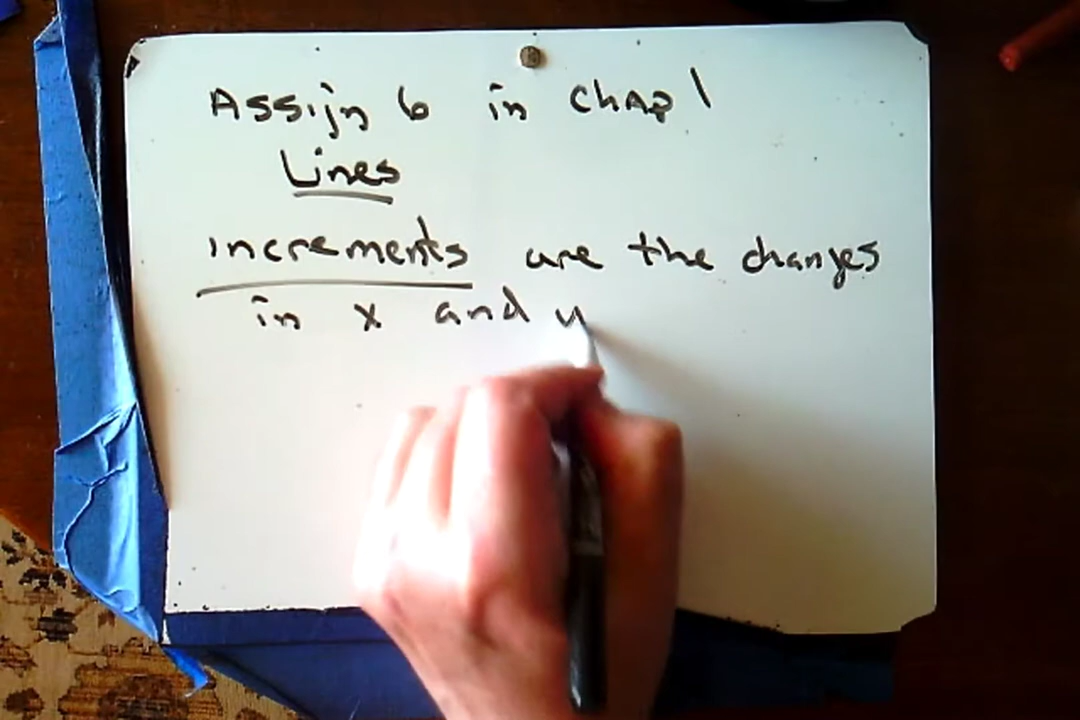 Assign 6 in Chap 1
Lines
increments are the changes
in x and y